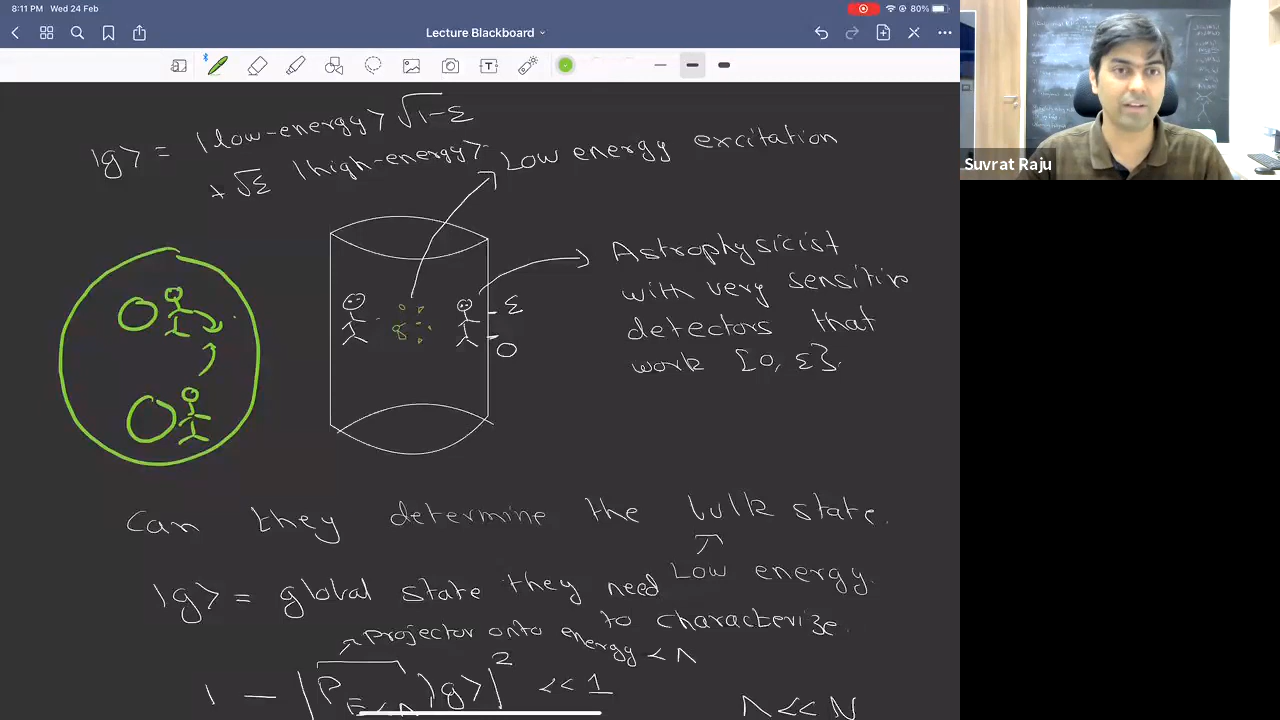 8:11 PM Wed 24 Feb
80%
Lecture Blackboard
Suvrat Raju
|g> = |low-energy> √1-ε
+ √ε |high-energy>
Low energy excitation
Astrophysicist
with very sensitive
detectors that
work {0, ε}.
ε
0
Can they determine the bulk state.
Low energy.
|g> = global state they need
to characterize.
Projector onto energy < Λ
1 - |P E<Λ |g>|² << 1
Λ << N